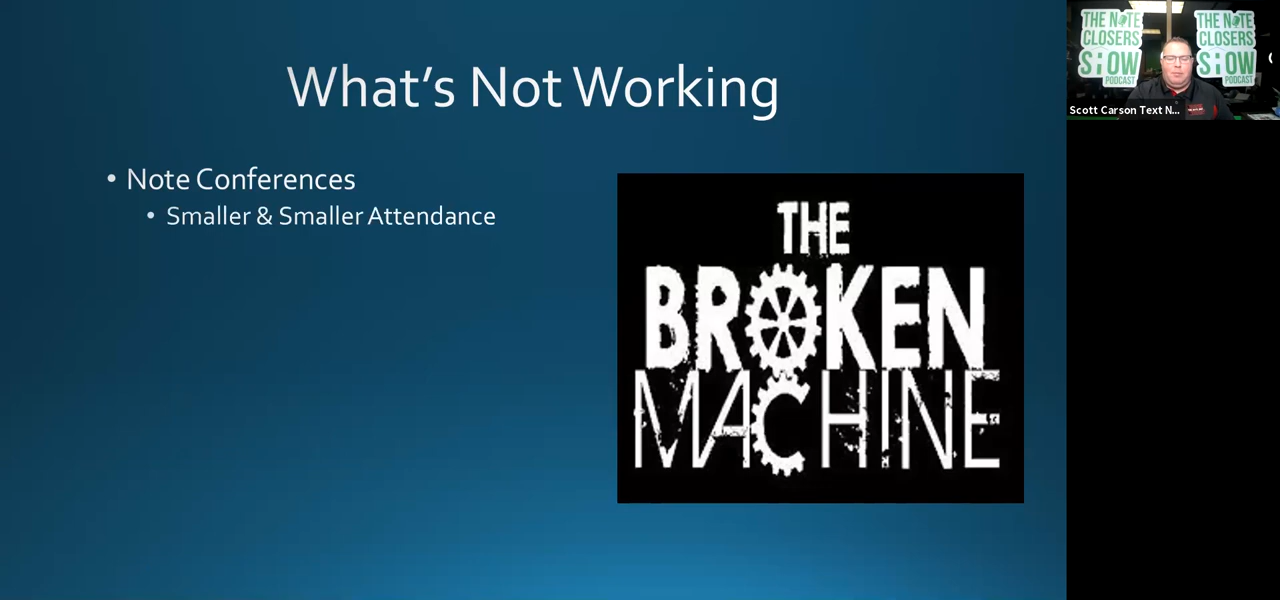 What's Not Working
• Note Conferences
• Smaller & Smaller Attendance
THE
BROKEN
MACHINE
THE NOTE
CLOSERS
SHOW
PODCAST
THE NOTE
CLOSERS
SHOW
PODCAST
Scott Carson Text N...